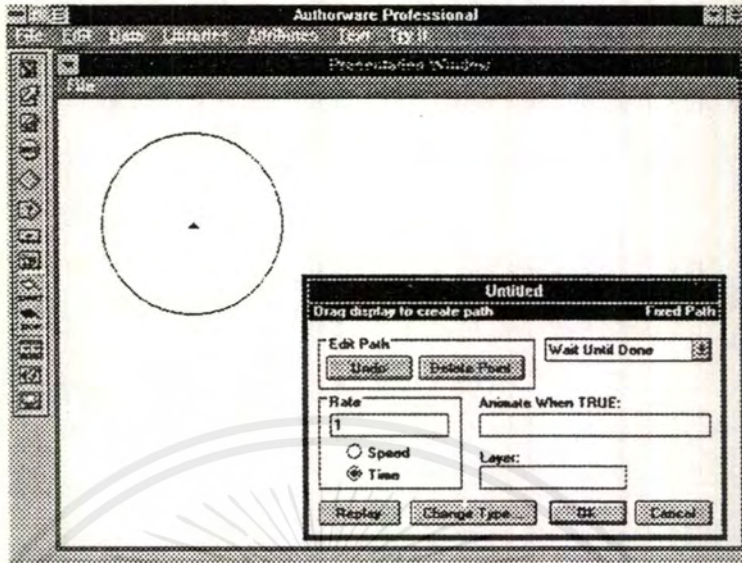 Authorware Professional
File Edit Data Libraries Attributes Text Try It
Presentation Window
File
Untitled
Drag display to create path Fixed Path
Edit Path
Undo Delete Point
Wait Until Done
Rate
1
Speed
Time
Animate When TRUE:
Layer:
Replay Change Type... OK Cancel